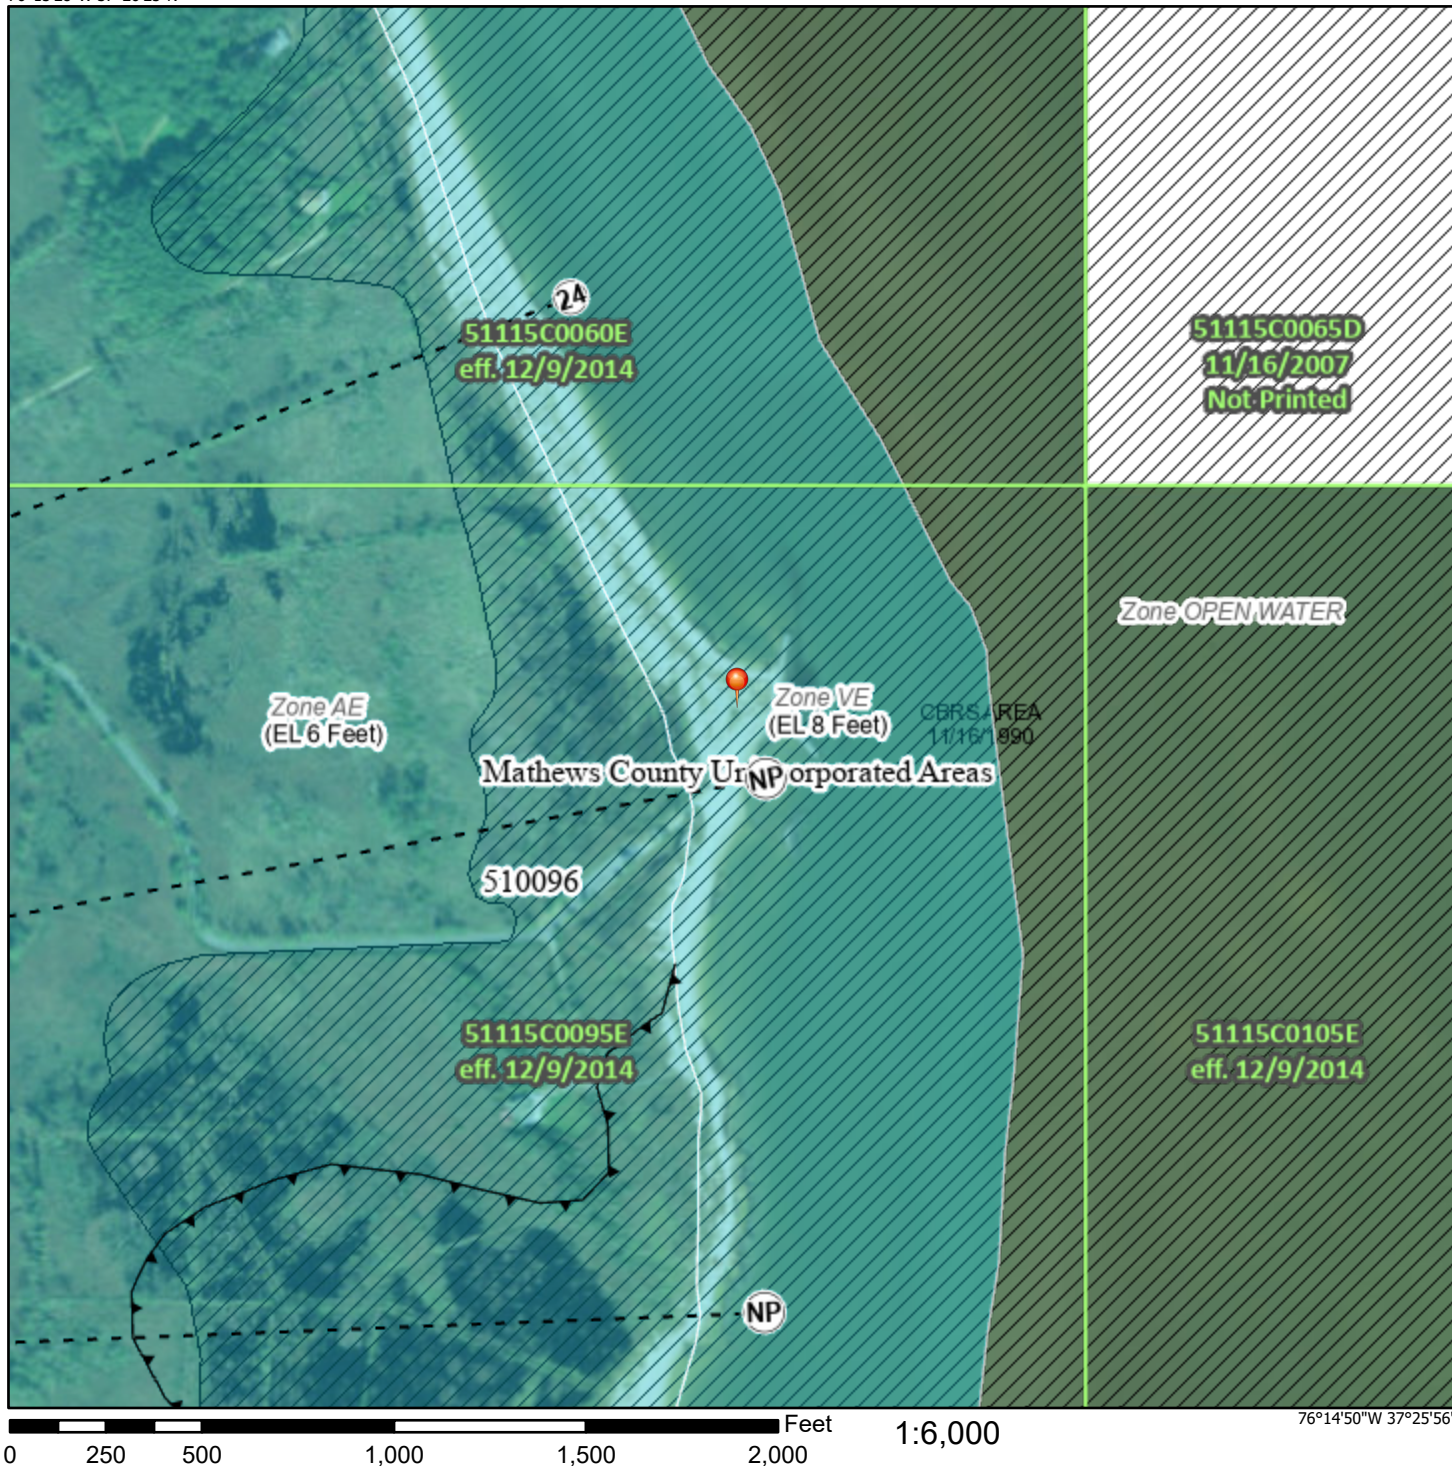 24
51115C0060E
eff. 12/9/2014
51115C0065D
11/16/2007
Not Printed
Zone OPEN WATER
Zone AE
(EL 6 Feet)
Zone VE
(EL 8 Feet)
CBRS AREA
11/16/1990
Mathews County Un orporated Areas
NP
510096
51115C0095E
eff. 12/9/2014
51115C0105E
eff. 12/9/2014
NP
Feet
1:6,000
76°14'50"W 37°25'56"
0 250 500 1,000 1,500 2,000